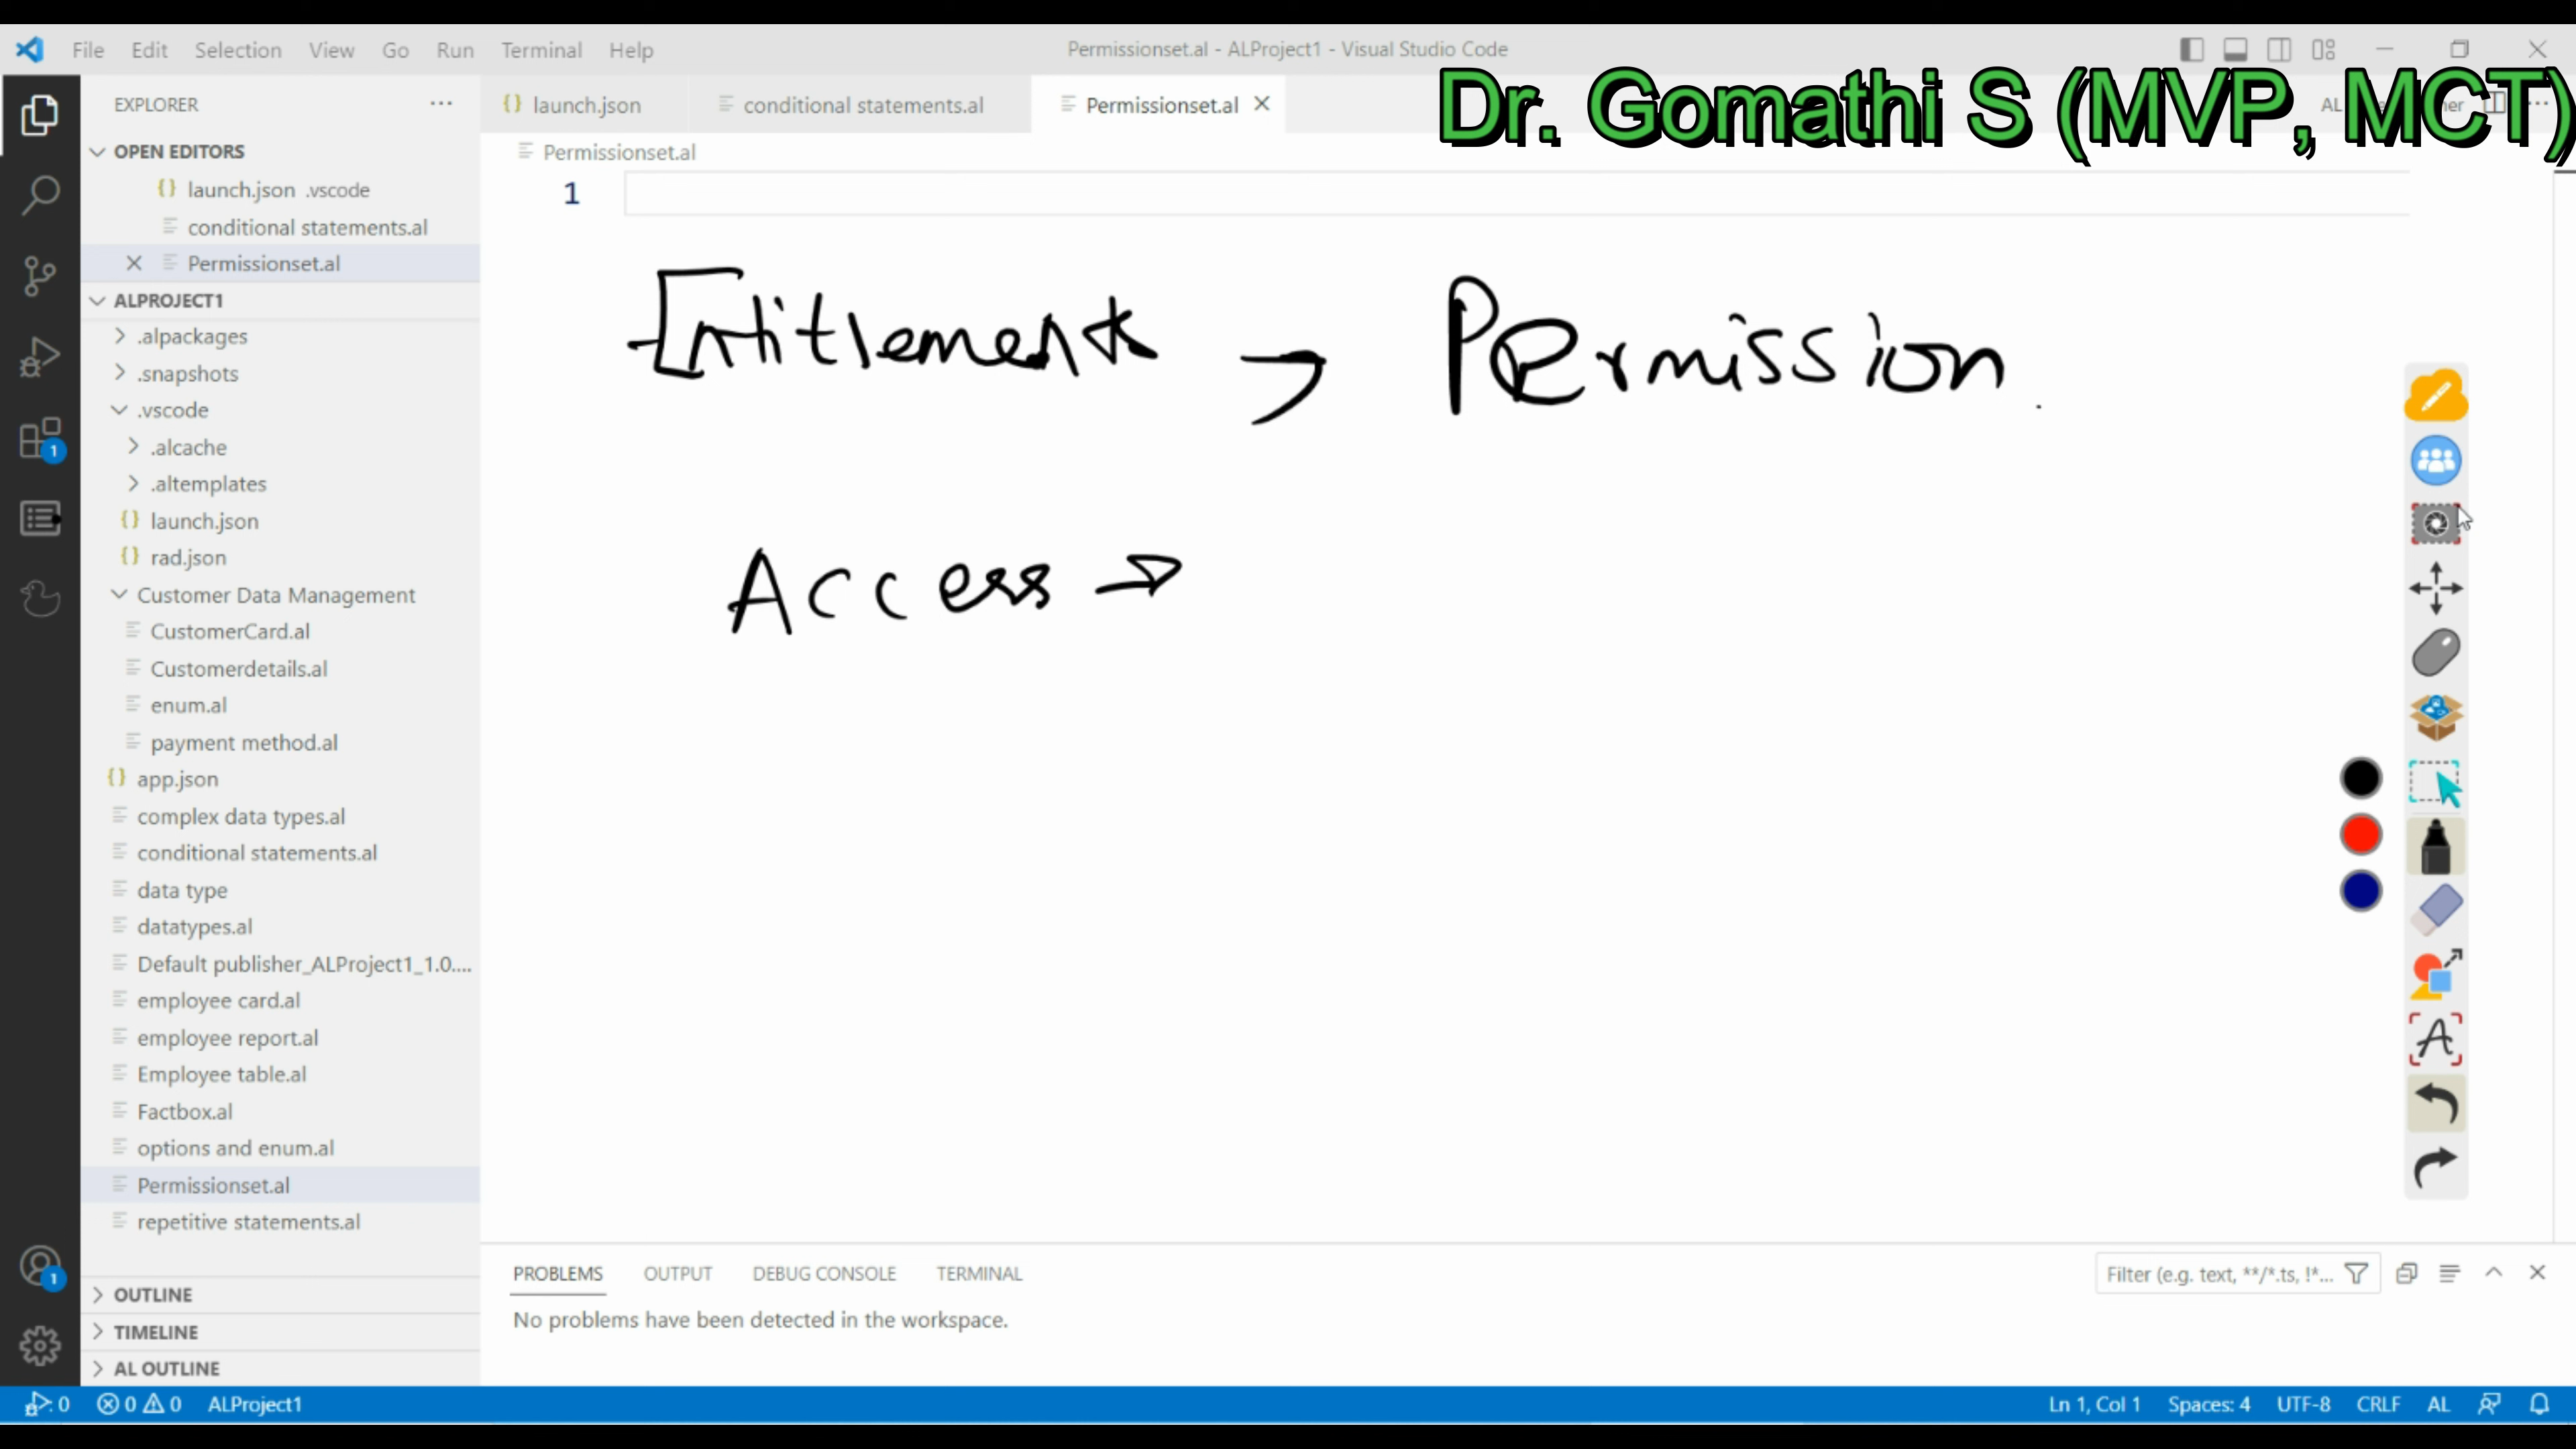 File Edit Selection View Go Run Terminal Help Permissionset.al - ALProject1 - Visual Studio Code
Dr. Gomathi S (MVP, MCT)
EXPLORER ...
launch.json conditional statements.al Permissionset.al
OPEN EDITORS
launch.json .vscode
conditional statements.al
Permissionset.al
ALPROJECT1
.alpackages
.snapshots
.vscode
.alcache
.altemplates
launch.json
rad.json
Customer Data Management
CustomerCard.al
Customerdetails.al
enum.al
payment method.al
app.json
complex data types.al
conditional statements.al
data type
datatypes.al
Default publisher_ALProject1_1.0....
employee card.al
employee report.al
Employee table.al
Factbox.al
options and enum.al
Permissionset.al
repetitive statements.al
OUTLINE
TIMELINE
AL OUTLINE
Permissionset.al
1
Entitlement → Permission
Access →
A
1
1
PROBLEMS OUTPUT DEBUG CONSOLE TERMINAL
Filter (e.g. text, **/*.ts, !*...
No problems have been detected in the workspace.
0 0 0 ALProject1 Ln 1, Col 1 Spaces: 4 UTF-8 CRLF AL